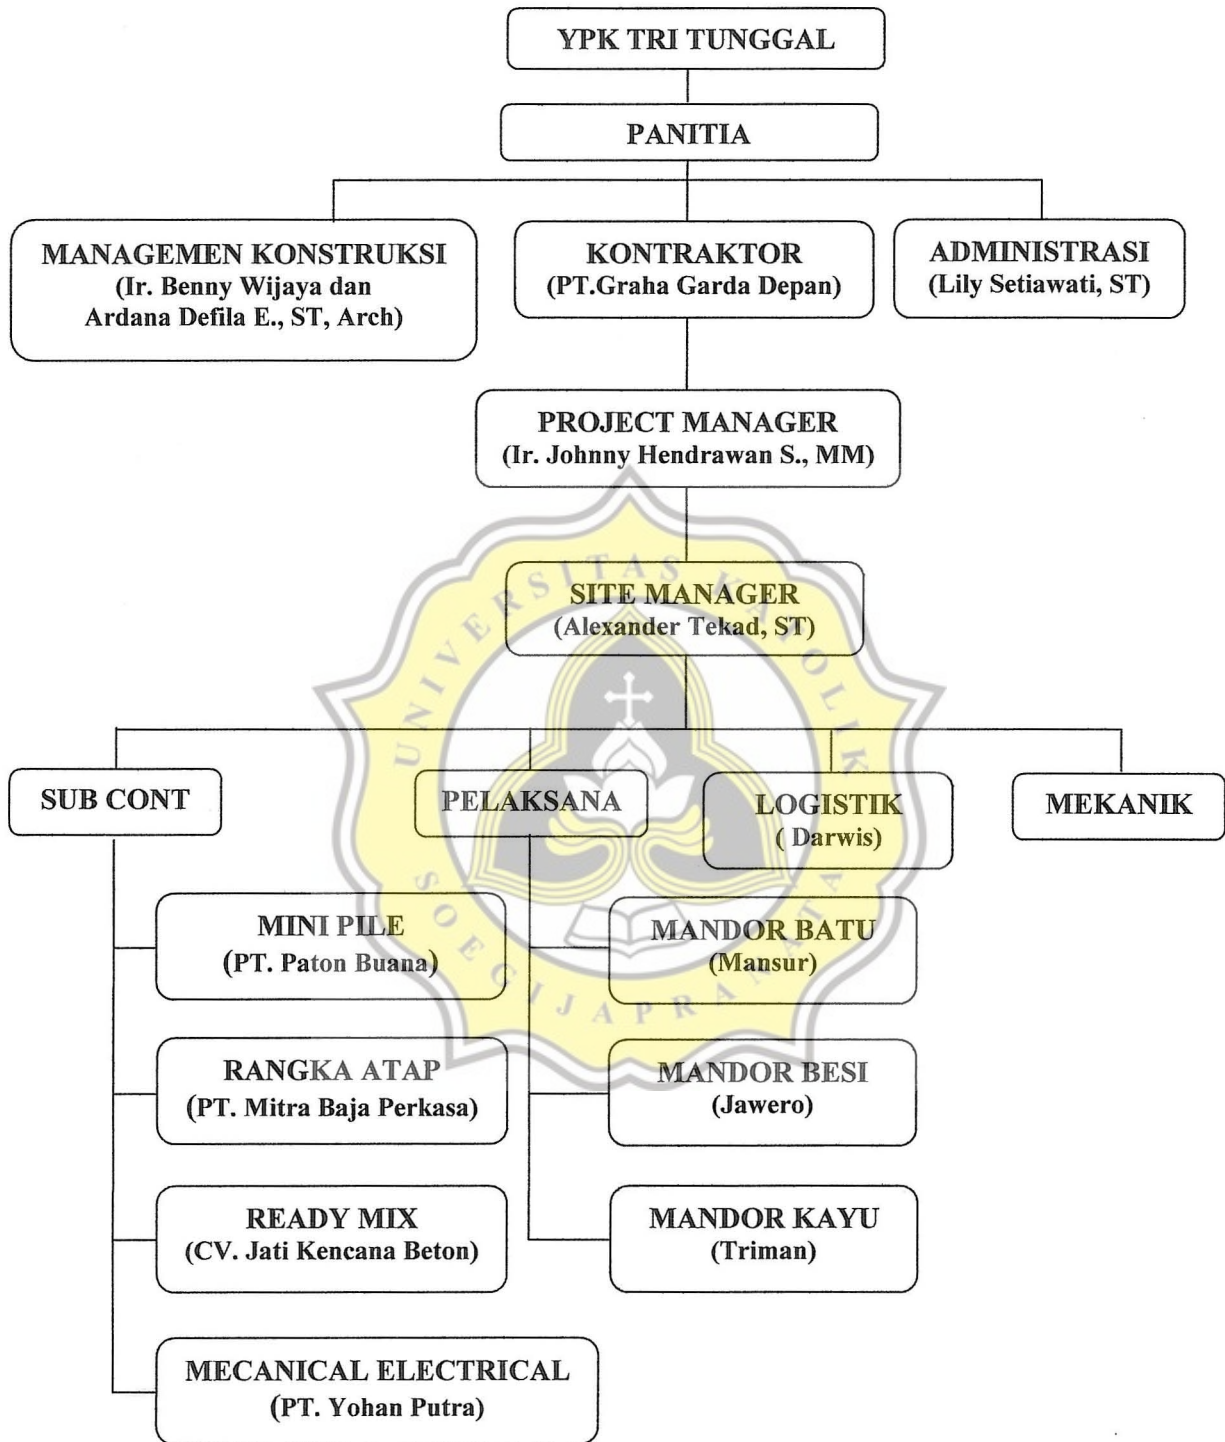 YPK TRI TUNGGAL
PANITIA
MANAGEMEN KONSTRUKSI
(Ir. Benny Wijaya dan
Ardana Defila E., ST, Arch)
KONTRAKTOR
(PT.Graha Garda Depan)
ADMINISTRASI
(Lily Setiawati, ST)
PROJECT MANAGER
(Ir. Johnny Hendrawan S., MM)
SITE MANAGER
(Alexander Tekad, ST)
UNIVERSITAS KATOLIK
SOEGIJAPRANATA
SUB CONT
PELAKSANA
LOGISTIK
( Darwis)
MEKANIK
MINI PILE
(PT. Paton Buana)
RANGKA ATAP
(PT. Mitra Baja Perkasa)
READY MIX
(CV. Jati Kencana Beton)
MECANICAL ELECTRICAL
(PT. Yohan Putra)
MANDOR BATU
(Mansur)
MANDOR BESI
(Jawero)
MANDOR KAYU
(Triman)